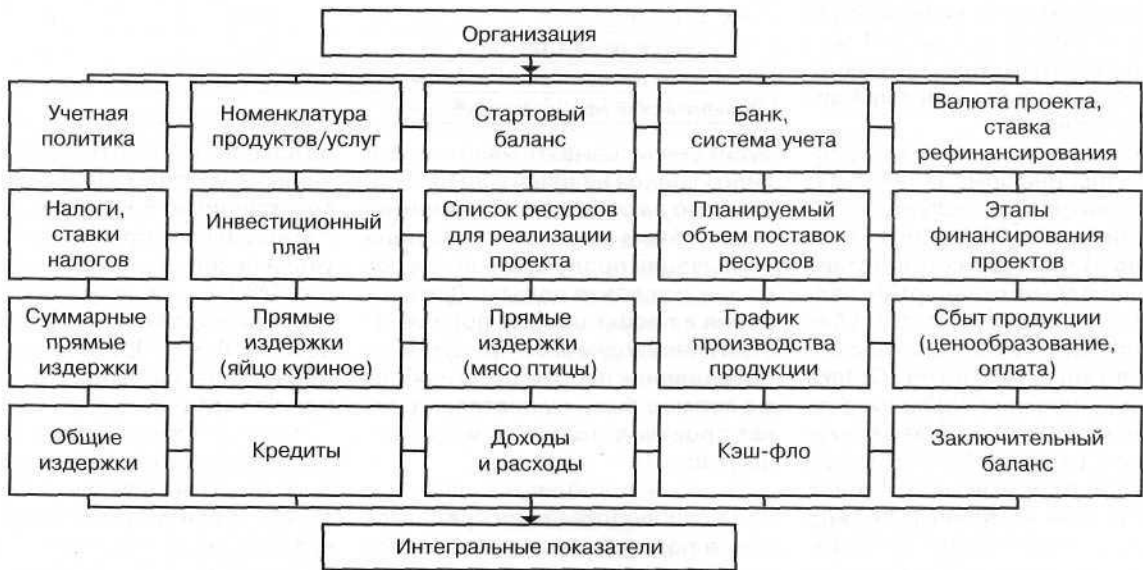 Организация
Учетная
политика
Номенклатура
продуктов/услуг
Стартовый
баланс
Банк,
система учета
Валюта проекта,
ставка
рефинансирования
Налоги,
ставки
налогов
Инвестиционный
план
Список ресурсов
для реализации
проекта
Планируемый
объем поставок
ресурсов
Этапы
финансирования
проектов
Суммарные
прямые
издержки
Прямые
издержки
(яйцо куриное)
Прямые
издержки
(мясо птицы)
График
производства
продукции
Сбыт продукции
(ценообразование,
оплата)
Общие
издержки
Кредиты
Доходы
и расходы
Кэш-фло
Заключительный
баланс
Интегральные показатели